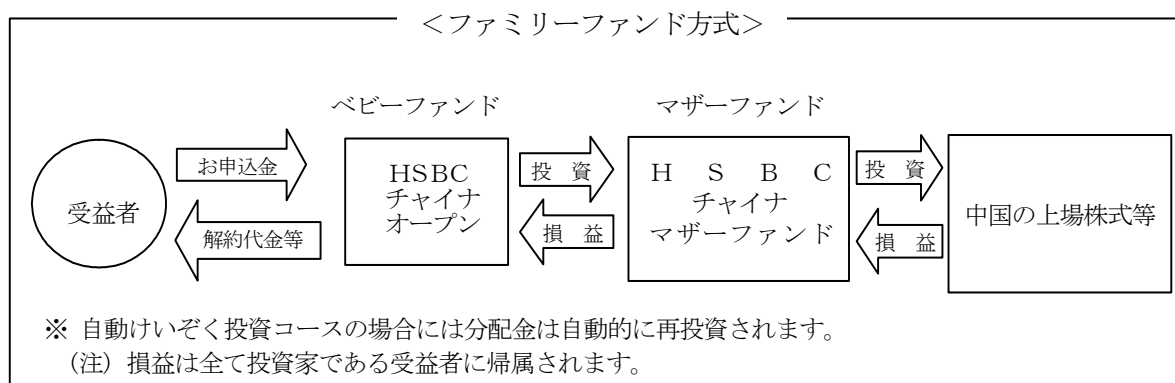 ＜ファミリーファンド方式＞
ベビーファンド
マザーファンド
受益者
お申込金
解約代金等
HSBC
チャイナ
オープン
投　資
損　益
Ｈ　Ｓ　Ｂ　Ｃ
チャイナ
マザーファンド
投　資
損　益
中国の上場株式等
※ 自動けいぞく投資コースの場合には分配金は自動的に再投資されます。
（注）損益は全て投資家である受益者に帰属されます。